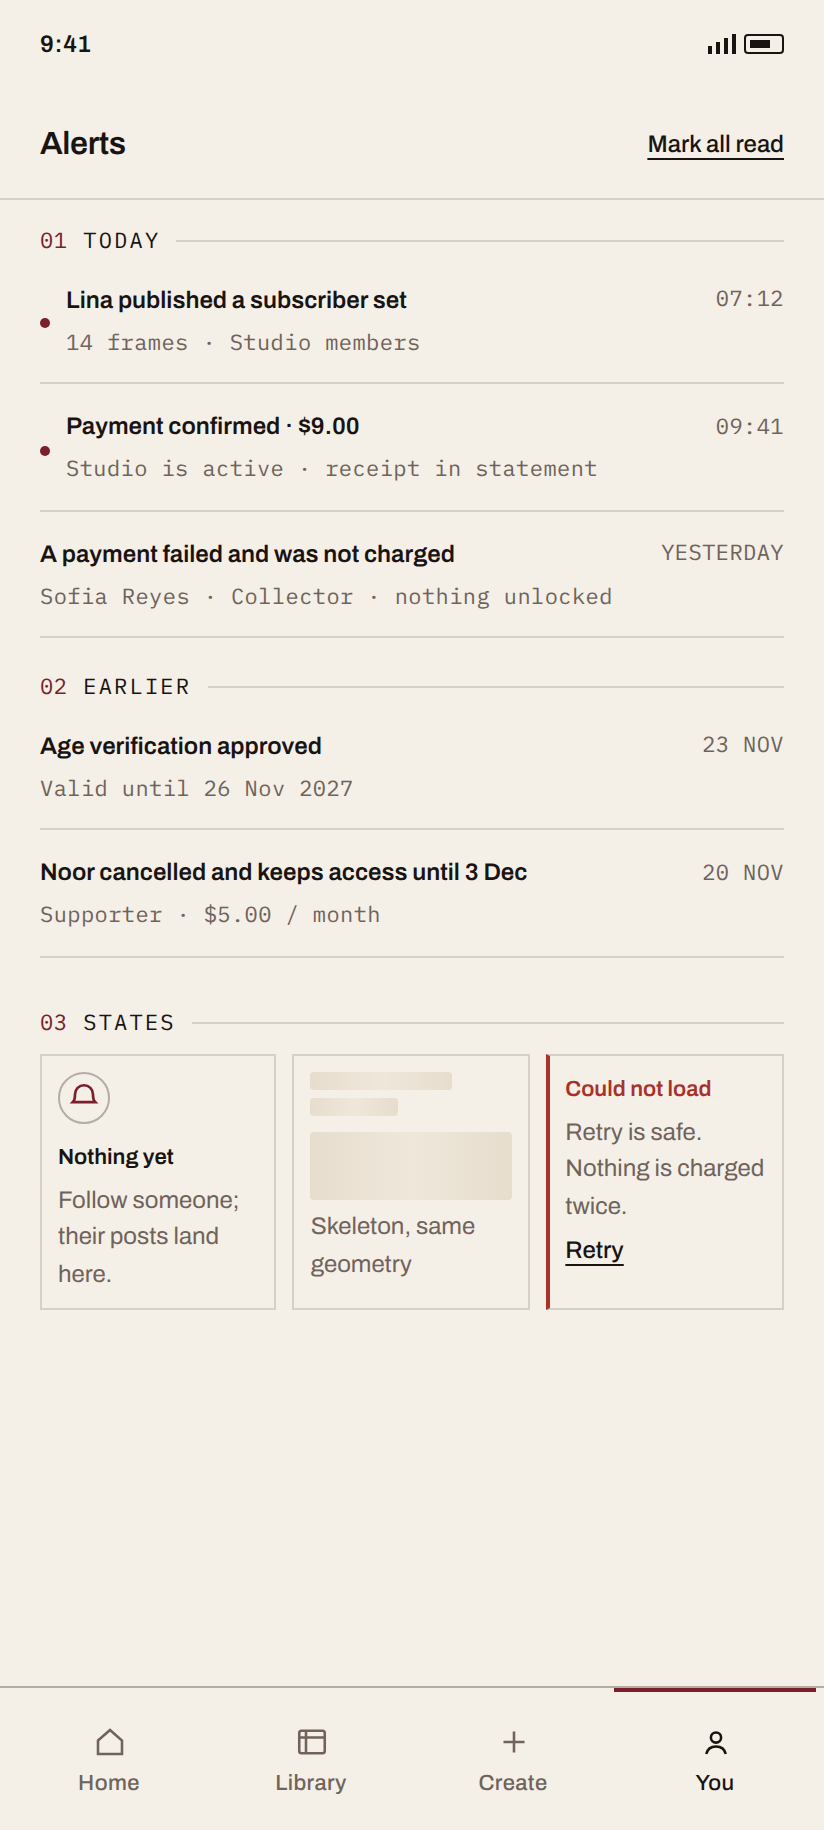 9:41
Alerts
Mark all read
01 TODAY
Lina published a subscriber set 07:12
14 frames · Studio members
Payment confirmed · $9.00 09:41
Studio is active · receipt in statement
A payment failed and was not charged YESTERDAY
Sofia Reyes · Collector · nothing unlocked
02 EARLIER
Age verification approved 23 NOV
Valid until 26 Nov 2027
Noor cancelled and keeps access until 3 Dec 20 NOV
Supporter · $5.00 / month
03 STATES
Nothing yet
Follow someone;
their posts land
here.
Skeleton, same
geometry
Could not load
Retry is safe.
Nothing is charged
twice.
Retry
Home
Library
Create
You